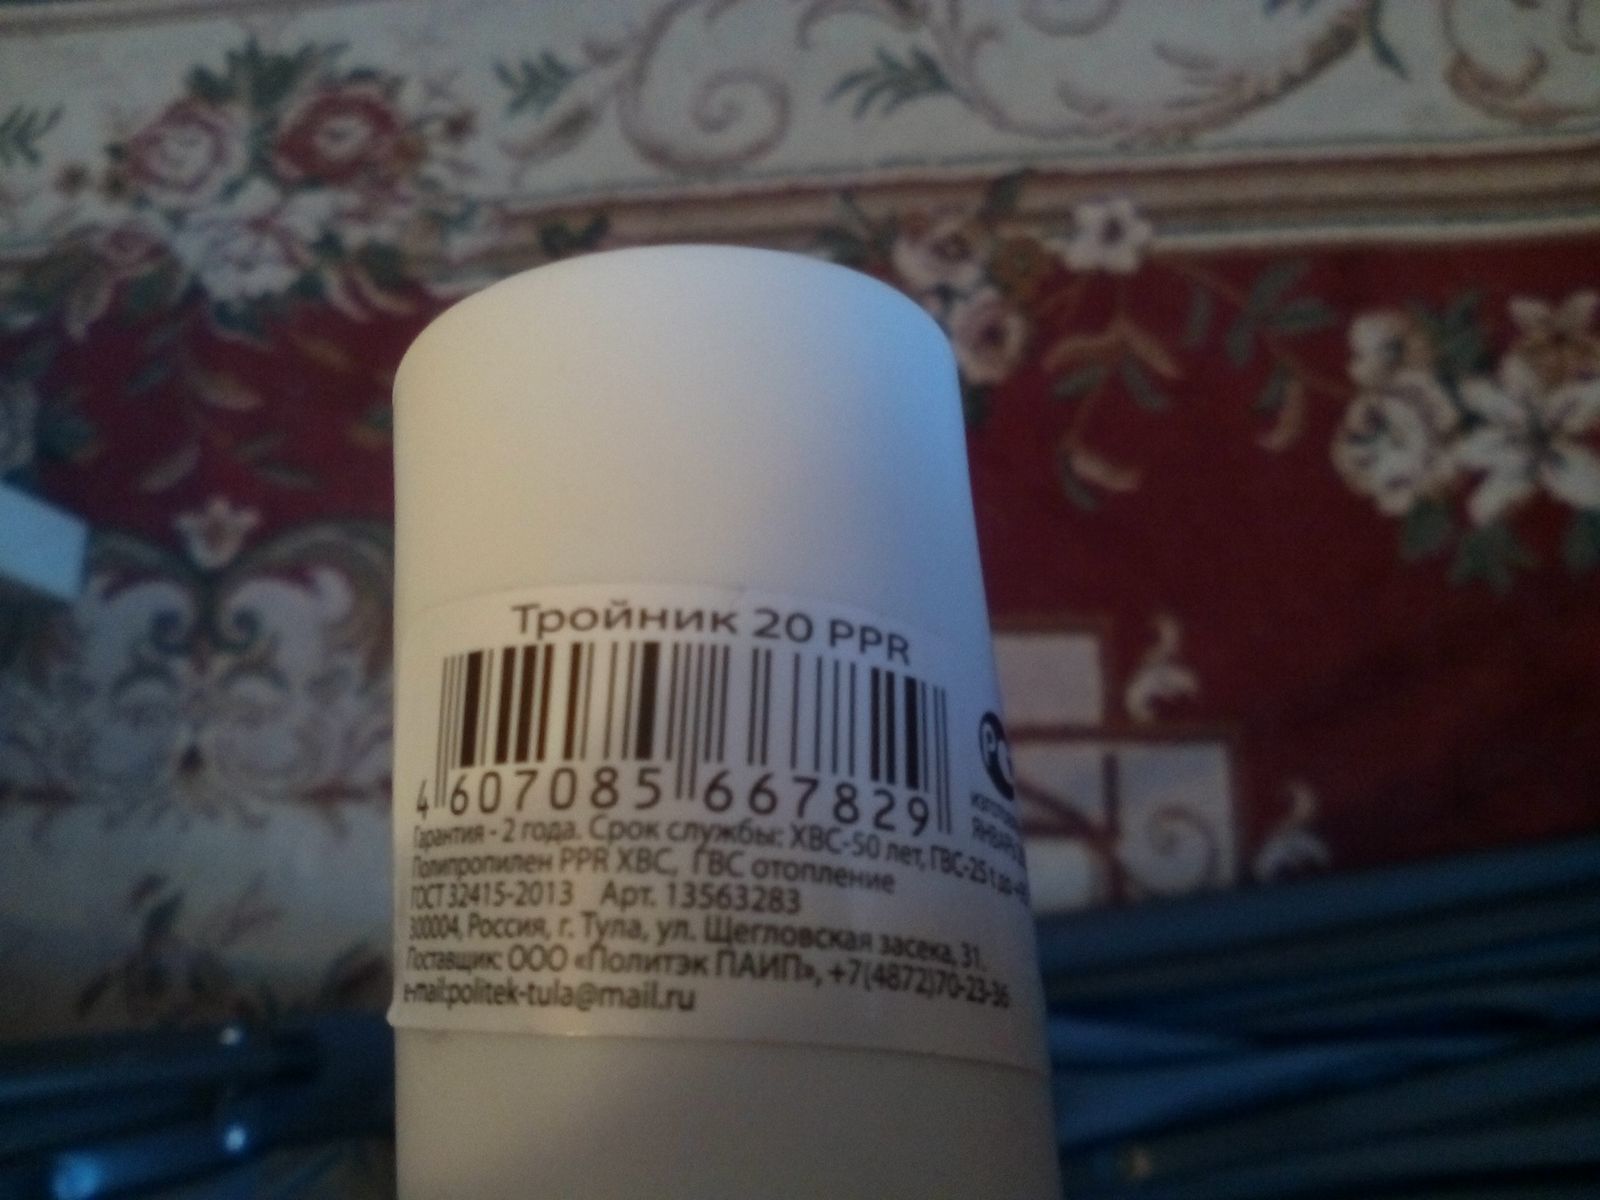 Тройник 20 PPR
4 607085 667829
Гарантия - 2 года. Срок службы: ХВС-50 лет, ГВС-25
Полипропилен PPR ХВС, ГВС отопление
ГОСТ 32415-2013 Арт. 13563283
300004, Россия, г. Тула, ул. Щегловская засека, 31.
Поставщик: ООО «Политэк ПАИП», +7(4872)70-23-36
e-mail:politek-tula@mail.ru